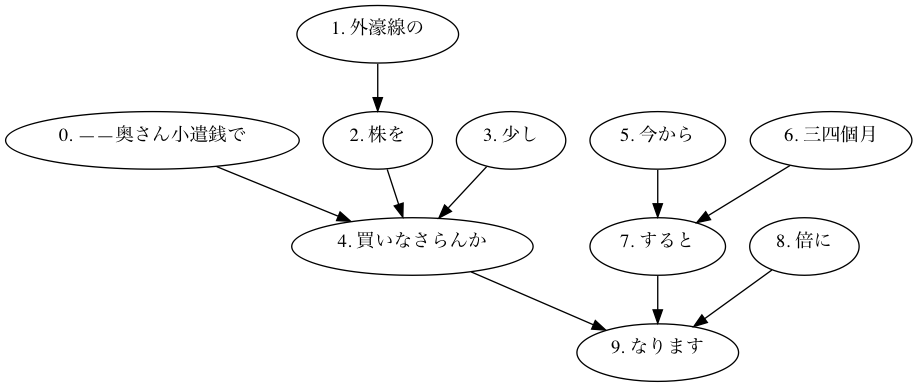 1. 外濠線の
0. ――奥さん小遣銭で
2. 株を
3. 少し
5. 今から
6. 三四個月
4. 買いなさらんか
7. すると
8. 倍に
9. なります